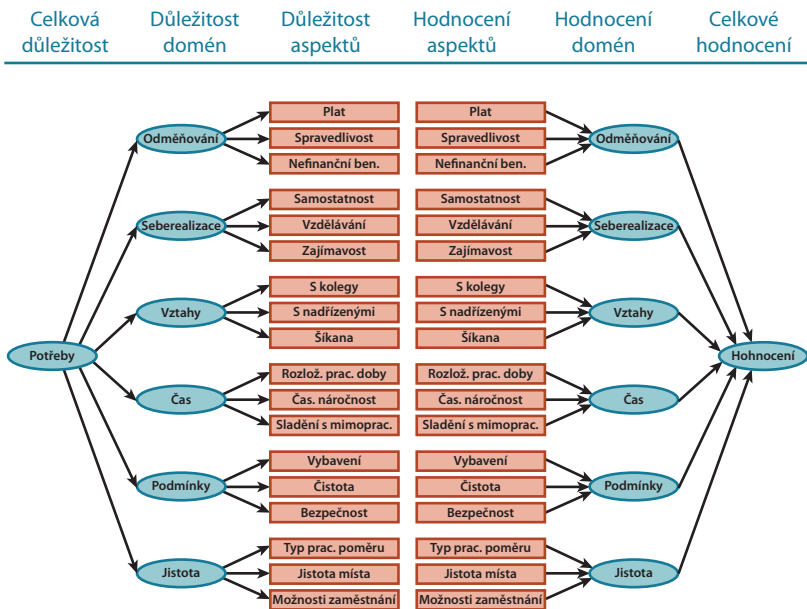 Celková důležitost
Důležitost domén
Důležitost aspektů
Hodnocení aspektů
Hodnocení domén
Celkové hodnocení
Potřeby
Odměňování
Plat
Spravedlivost
Nefinanční ben.
Plat
Spravedlivost
Nefinanční ben.
Odměňování
Seberealizace
Samostatnost
Vzdělávání
Zajímavost
Samostatnost
Vzdělávání
Zajímavost
Seberealizace
Vztahy
S kolegy
S nadřízenými
Šíkana
S kolegy
S nadřízenými
Šíkana
Vztahy
Čas
Rozlož. prac. doby
Čas. náročnost
Sladění s mimoprac.
Rozlož. prac. doby
Čas. náročnost
Sladění s mimoprac.
Čas
Podmínky
Vybavení
Čistota
Bezpečnost
Vybavení
Čistota
Bezpečnost
Podmínky
Jistota
Typ prac. poměru
Jistota místa
Možnosti zaměstnání
Typ prac. poměru
Jistota místa
Možnosti zaměstnání
Jistota
Hohnocení